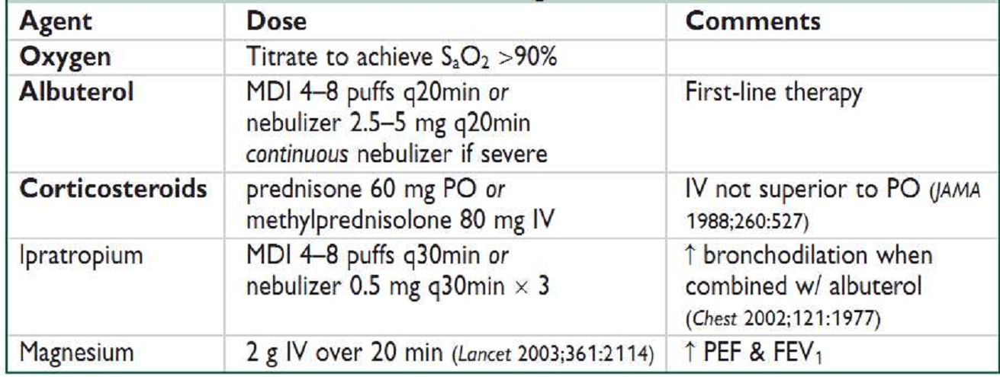 Agent Dose Comments
Oxygen Titrate to achieve SaO2 >90%
Albuterol MDI 4–8 puffs q20min or First-line therapy
nebulizer 2.5–5 mg q20min
continuous nebulizer if severe
Corticosteroids prednisone 60 mg PO or IV not superior to PO (JAMA
methylprednisolone 80 mg IV 1988;260:527)
Ipratropium MDI 4–8 puffs q30min or ↑ bronchodilation when
nebulizer 0.5 mg q30min × 3 combined w/ albuterol
(Chest 2002;121:1977)
Magnesium 2 g IV over 20 min (Lancet 2003;361:2114) ↑ PEF & FEV1